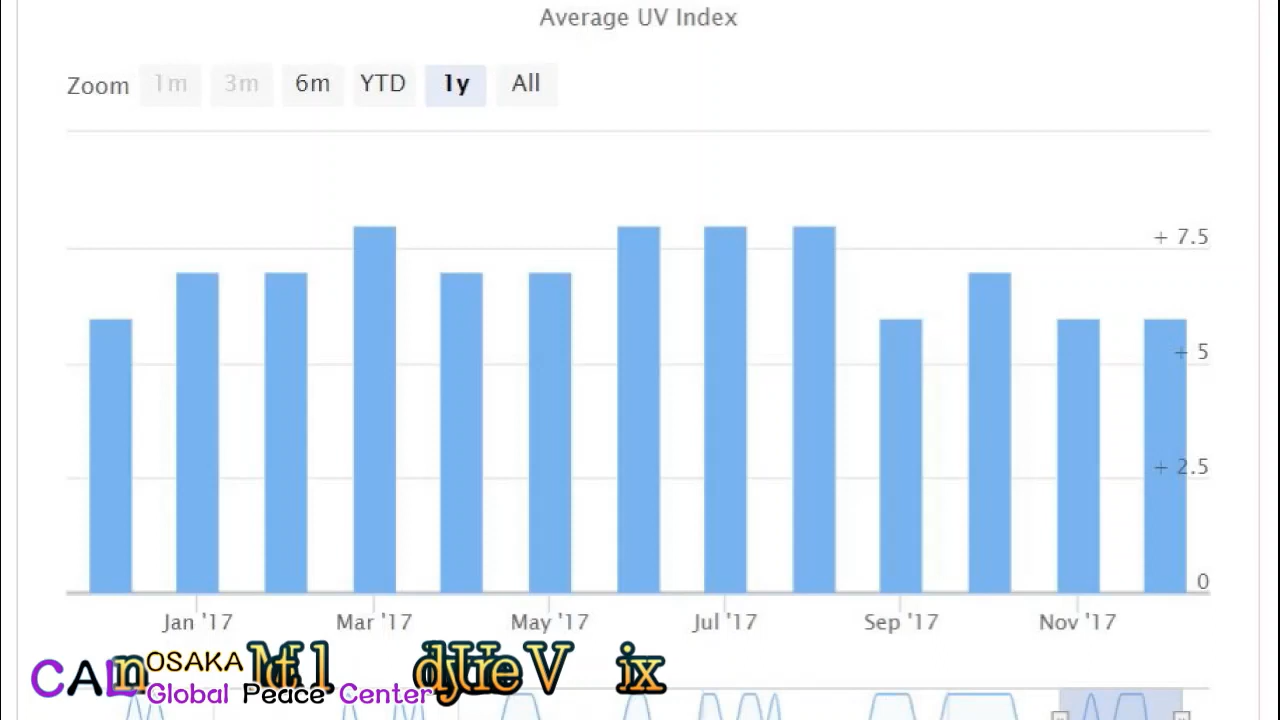 Average UV Index
Zoom 1m 3m 6m YTD 1y All
+ 7.5
+ 5
+ 2.5
0
Jan '17 Mar '17 May '17 Jul '17 Sep '17 Nov '17
CAL OSAKA
Global Peace Center